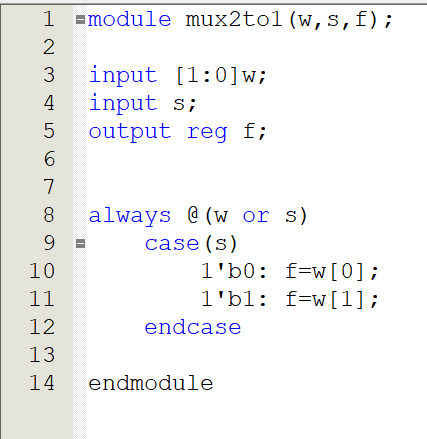 1 module mux2to1(w,s,f);
2
3 input [1:0]w;
4 input s;
5 output reg f;
6
7
8 always @(w or s)
9 case(s)
10 1'b0: f=w[0];
11 1'b1: f=w[1];
12 endcase
13
14 endmodule